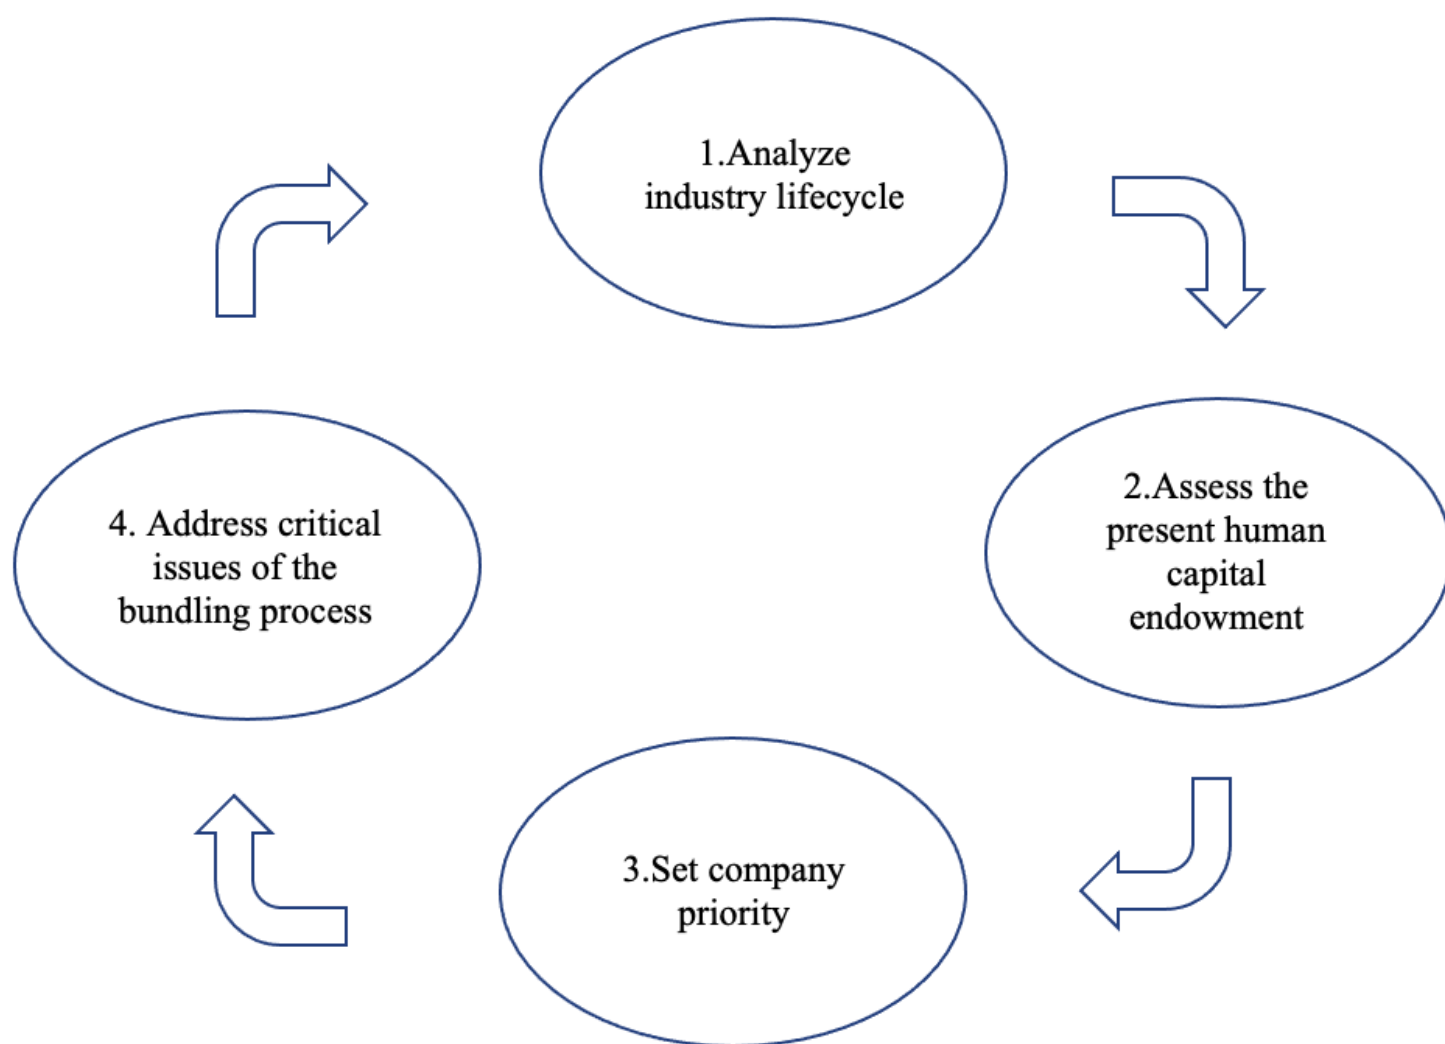 1.Analyze
industry lifecycle
2.Assess the
present human
capital
endowment
3.Set company
priority
4. Address critical
issues of the
bundling process